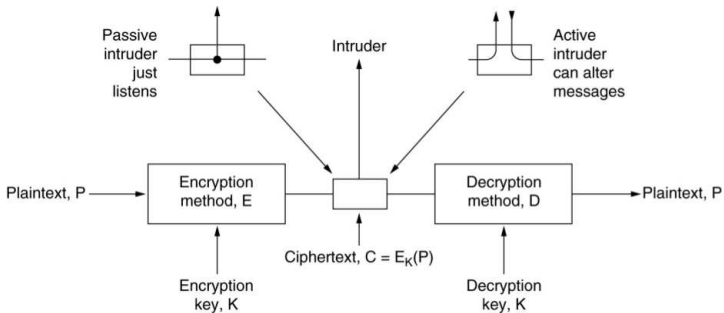 Passive
intruder
just
listens
Intruder
Active
intruder
can alter
messages
Plaintext, P
Encryption
method, E
Decryption
method, D
Plaintext, P
Ciphertext, C = E_K(P)
Encryption
key, K
Decryption
key, K